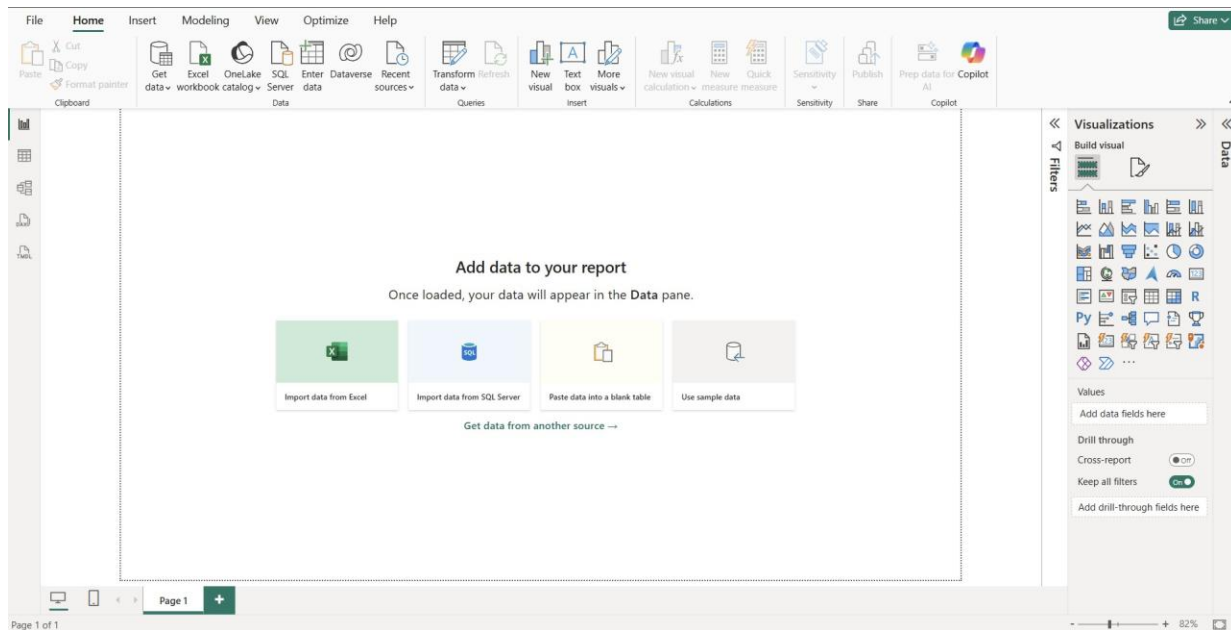 File Home Insert Modeling View Optimize Help
Share
Paste
Cut
Copy
Format painter
Clipboard
Get data
Excel workbook
OneLake catalog
SQL Server
Enter data
Dataverse
Recent sources
Data
Transform data
Refresh
Queries
New visual
Text box
More visuals
Insert
New visual calculation
New measure
Quick measure
Calculations
Sensitivity
Sensitivity
Publish
Share
Prep data for AI
Copilot
Copilot
DAX
TMDL
Add data to your report
Once loaded, your data will appear in the Data pane.
SQL
Import data from Excel
Import data from SQL Server
Paste data into a blank table
Use sample data
Get data from another source →
Filters
Visualizations
Build visual
R
Py
Values
Add data fields here
Drill through
Cross-report
Off
Keep all filters
On
Add drill-through fields here
Data
Page 1
Page 1 of 1
- + 82%